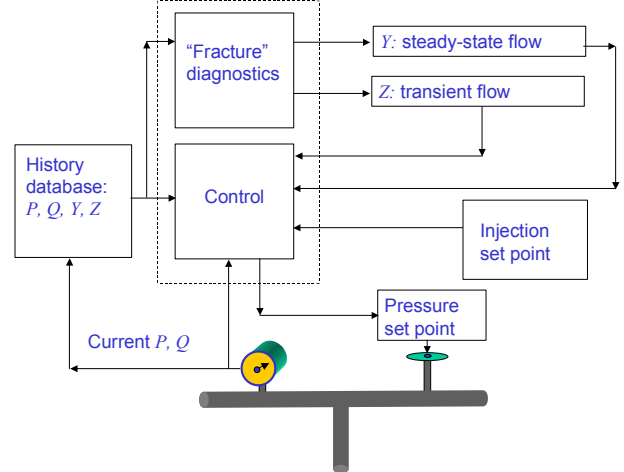 “Fracture”
diagnostics
Y: steady-state flow
Z: transient flow
History
database:
P, Q, Y, Z
Control
Injection
set point
Pressure
set point
Current P, Q